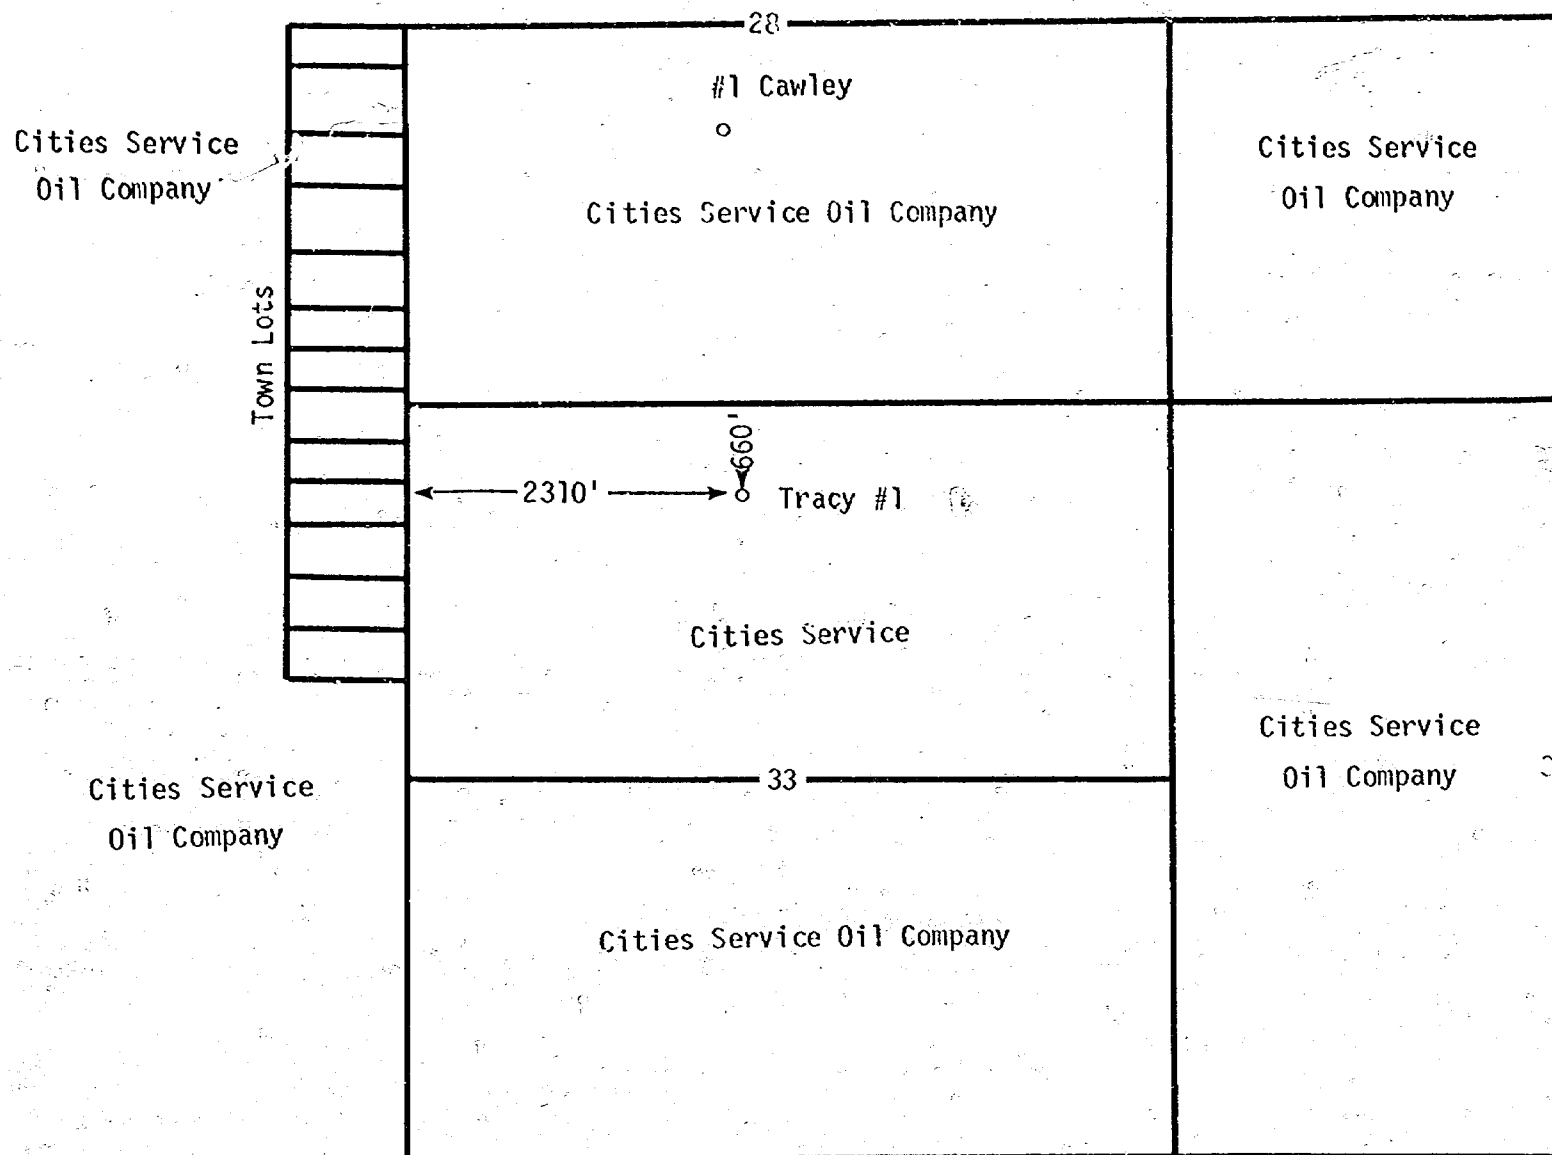 28
#1 Cawley
Cities Service
Oil Company
Cities Service Oil Company
Cities Service
Oil Company
Town Lots
660'
2310'
Tracy #1
Cities Service
33
Cities Service
Oil Company
Cities Service
Oil Company
Cities Service Oil Company